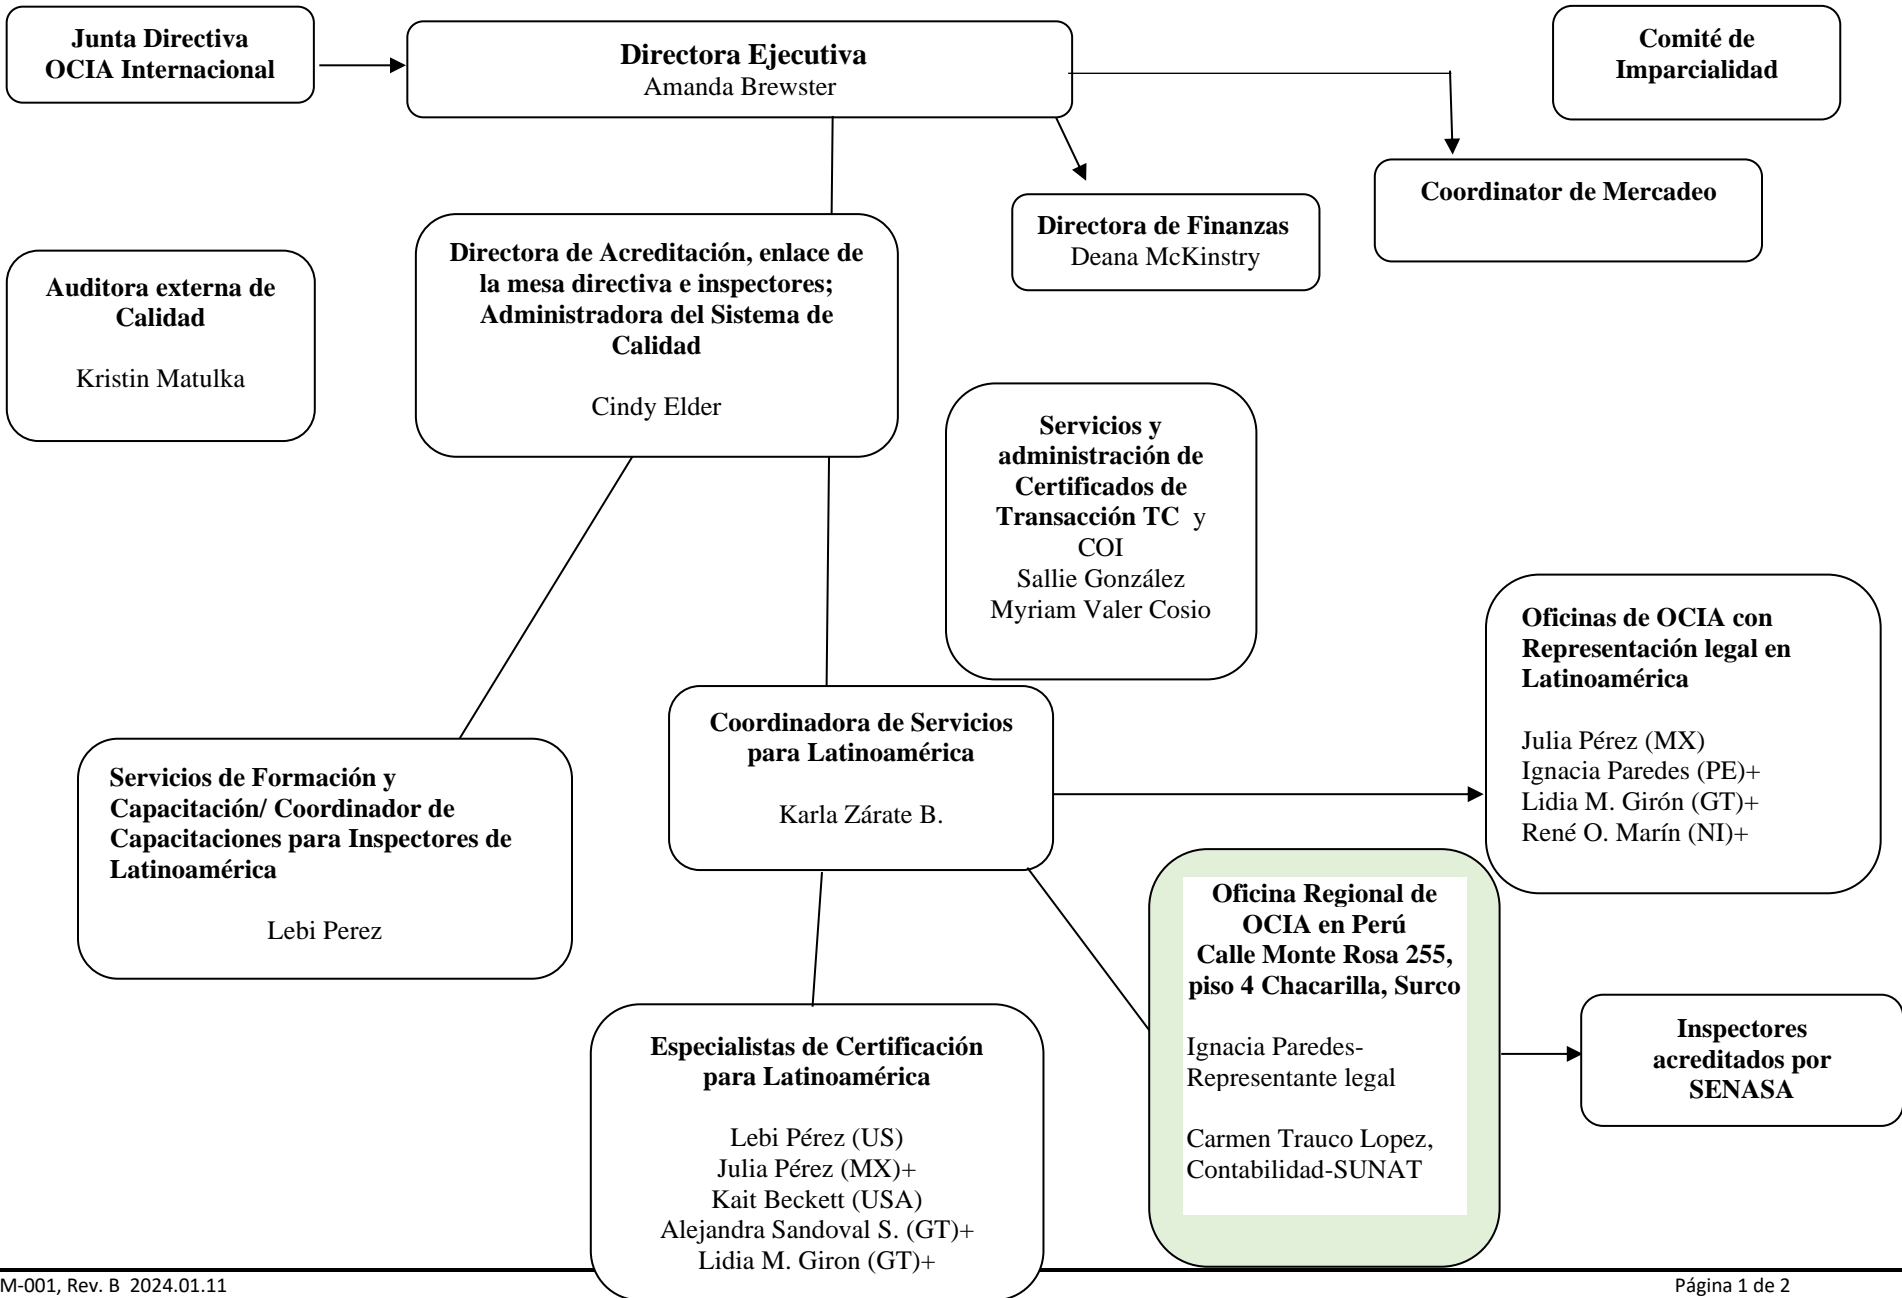 Junta Directiva
OCIA Internacional
Directora Ejecutiva
Amanda Brewster
Comité de
Imparcialidad
Coordinator de Mercadeo
Directora de Finanzas
Deana McKinstry
Auditora externa de
Calidad
Kristin Matulka
Directora de Acreditación, enlace de
la mesa directiva e inspectores;
Administradora del Sistema de
Calidad
Cindy Elder
Servicios y
administración de
Certificados de
Transacción TC y
COI
Sallie González
Myriam Valer Cosio
Oficinas de OCIA con
Representación legal en
Latinoamérica
Julia Pérez (MX)
Ignacia Paredes (PE)+
Lidia M. Girón (GT)+
René O. Marín (NI)+
Coordinadora de Servicios
para Latinoamérica
Karla Zárate B.
Servicios de Formación y
Capacitación/ Coordinador de
Capacitaciones para Inspectores de
Latinoamérica
Lebi Perez
Oficina Regional de
OCIA en Perú
Calle Monte Rosa 255,
piso 4 Chacarilla, Surco
Ignacia Paredes-
Representante legal
Carmen Trauco Lopez,
Contabilidad-SUNAT
Inspectores
acreditados por
SENASA
Especialistas de Certificación
para Latinoamérica
Lebi Pérez (US)
Julia Pérez (MX)+
Kait Beckett (USA)
Alejandra Sandoval S. (GT)+
Lidia M. Giron (GT)+
M-001, Rev. B 2024.01.11
Página 1 de 2